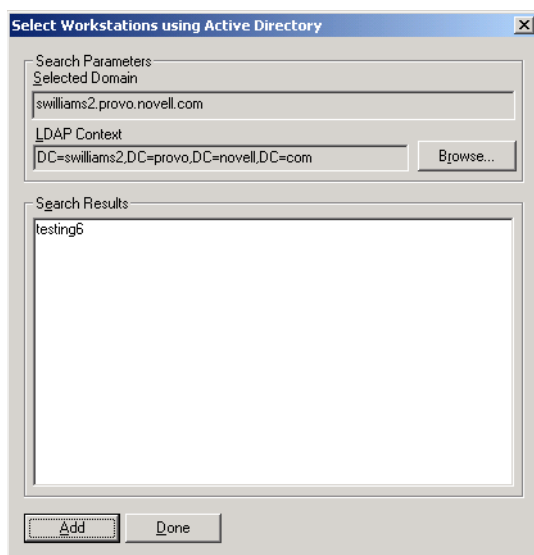 Select Workstations using Active Directory
Search Parameters
Selected Domain
swilliams2.provo.novell.com
LDAP Context
DC=swilliams2,DC=provo,DC=novell,DC=com
Browse...
Search Results
testing6
Add
Done